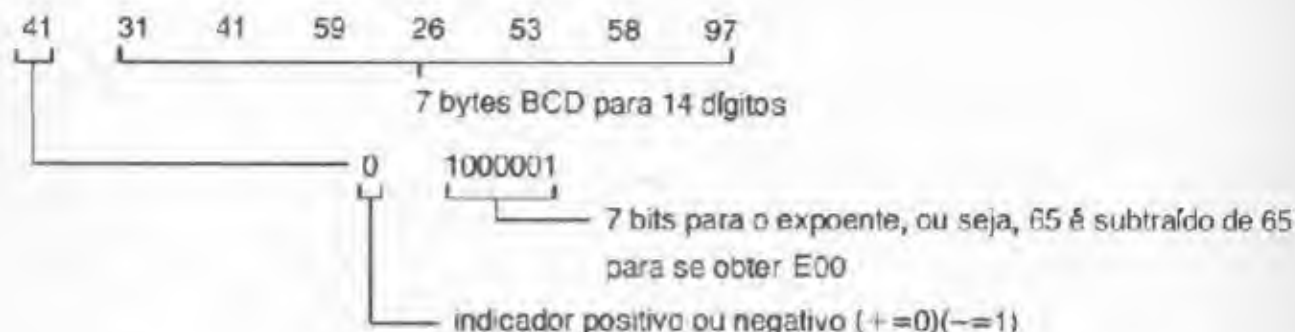 41 31 41 59 26 53 58 97
7 bytes BCD para 14 dígitos
0 1000001
7 bits para o expoente, ou seja, 65 é subtraído de 65
para se obter E00
indicador positivo ou negativo (+=0)(-=1)